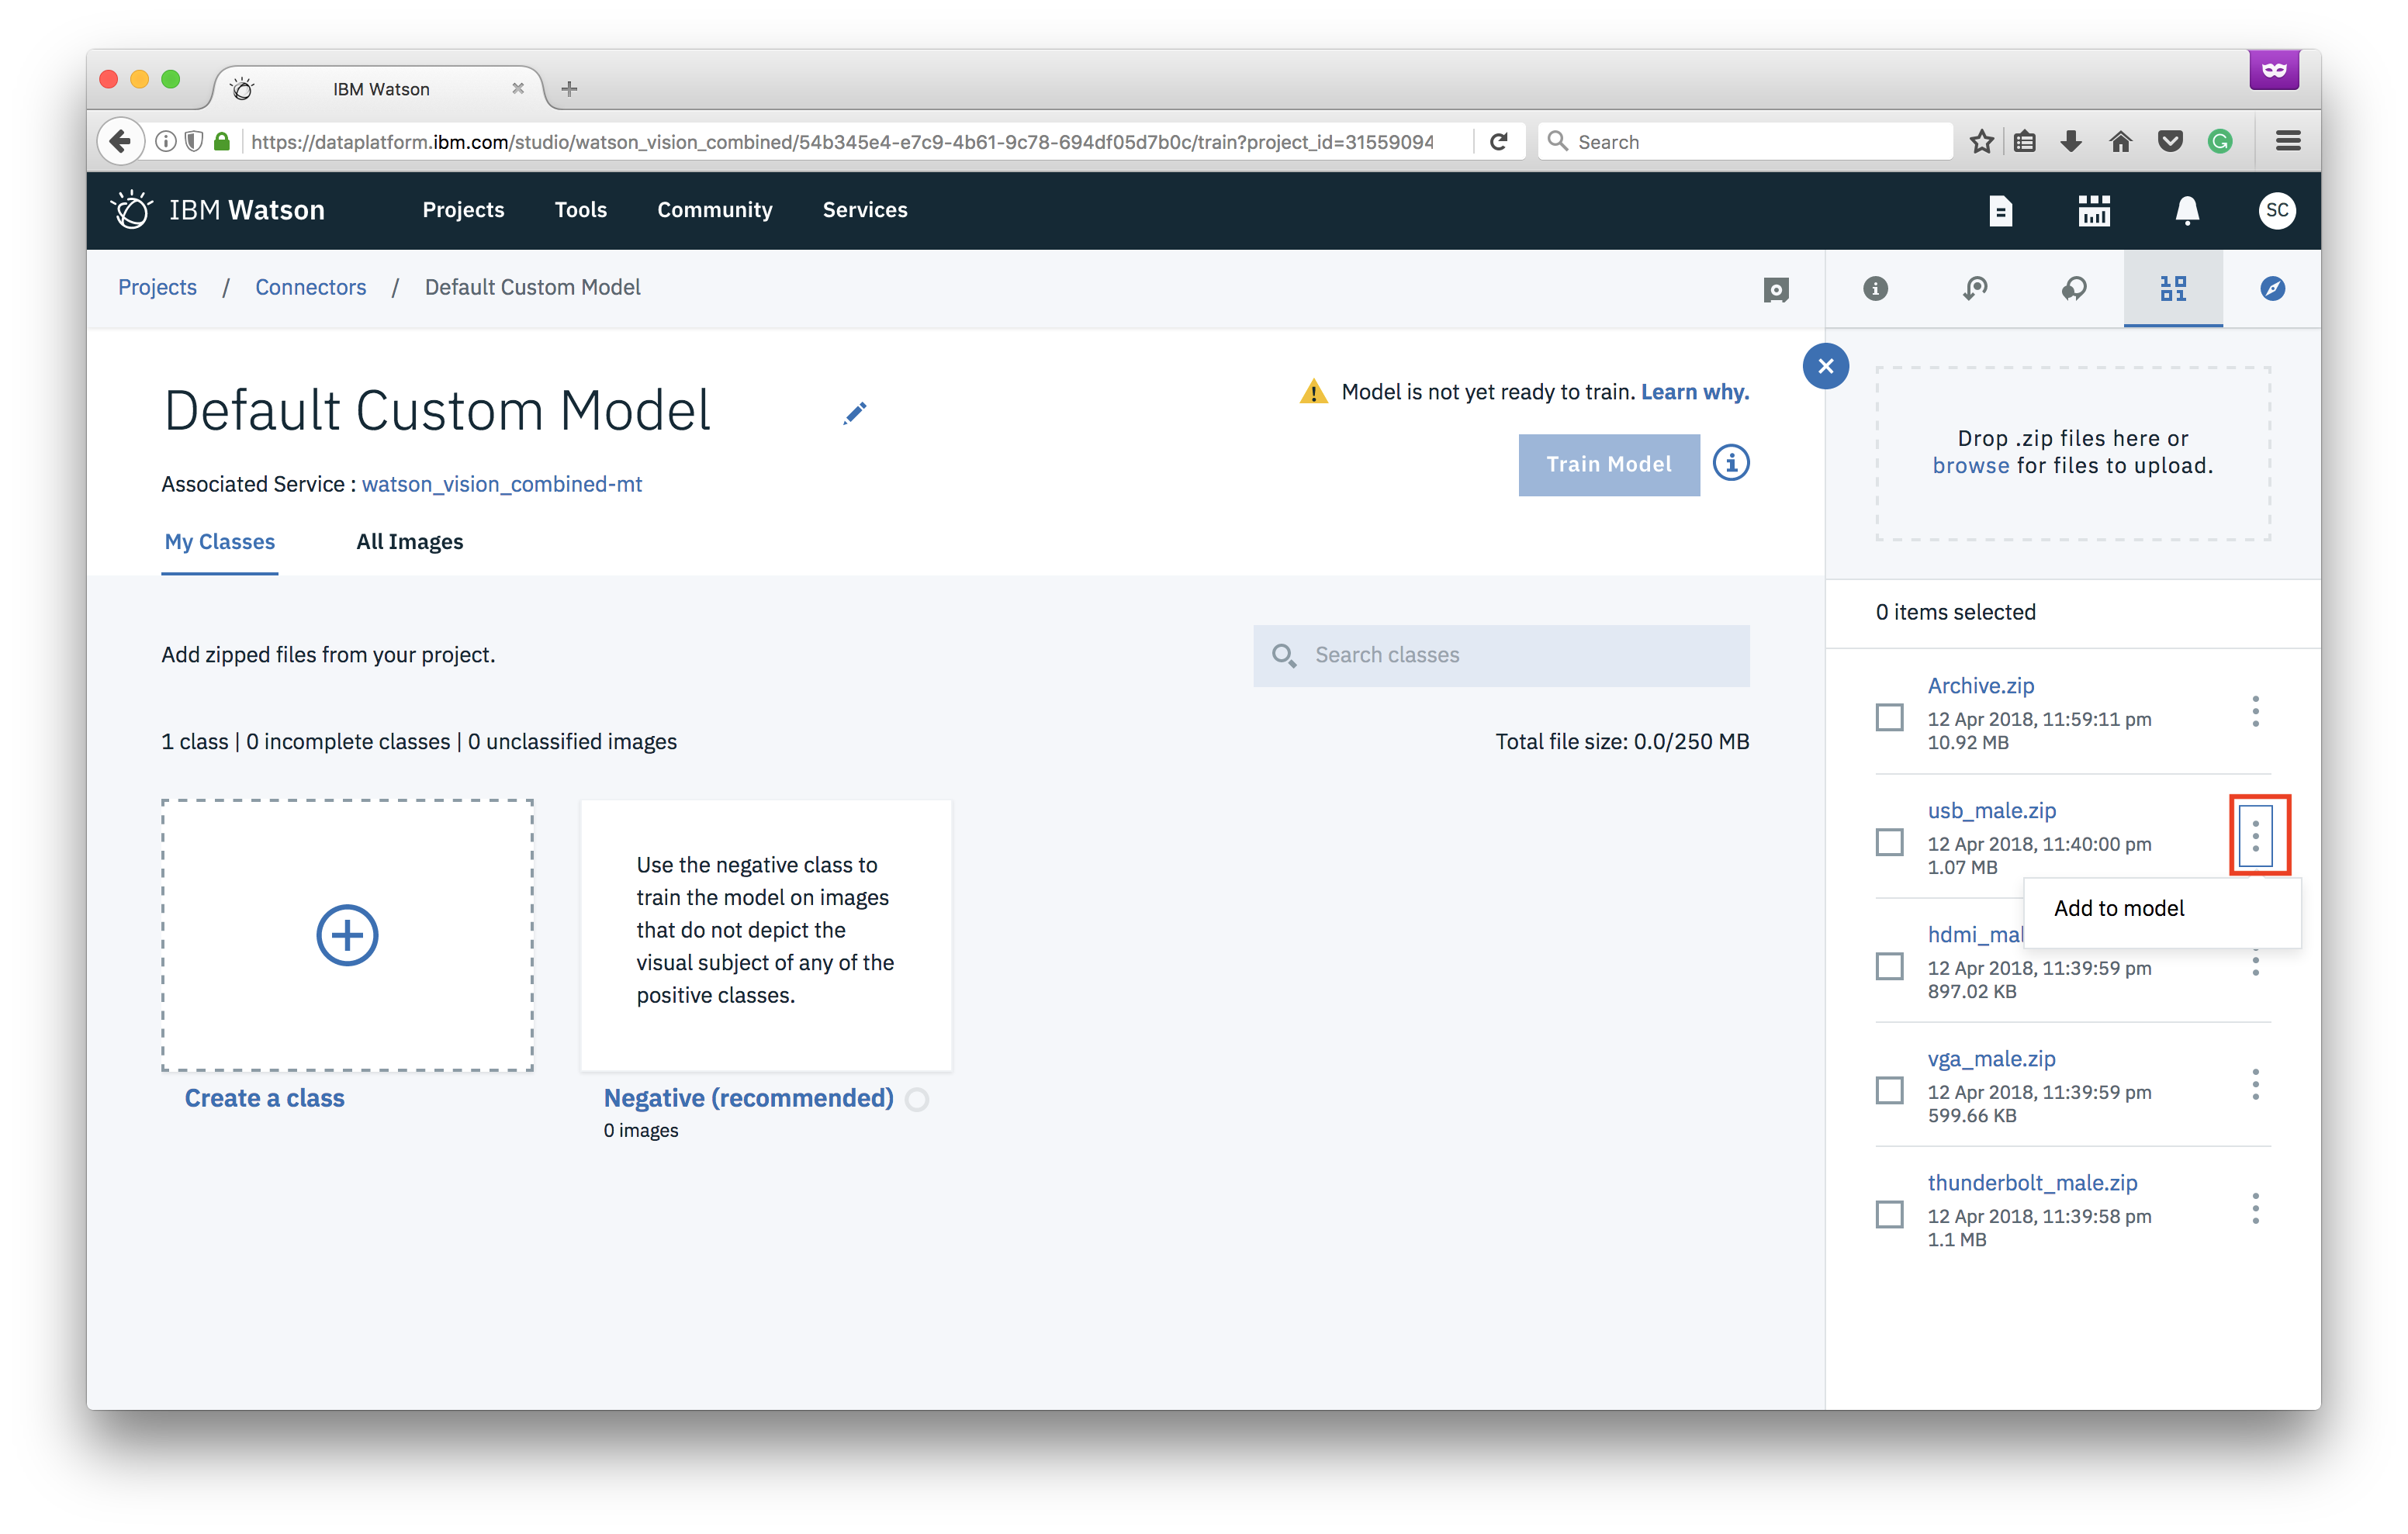 IBM Watson
https://dataplatform.ibm.com/studio/watson_vision_combined/54b345e4-e7c9-4b61-9c78-694df05d7b0c/train?project_id=31559094
Search
IBM Watson
Projects
Tools
Community
Services
SC
Projects / Connectors / Default Custom Model
Default Custom Model
Model is not yet ready to train. Learn why.
Train Model
Associated Service : watson_vision_combined-mt
My Classes
All Images
Add zipped files from your project.
Search classes
1 class | 0 incomplete classes | 0 unclassified images
Total file size: 0.0/250 MB
Use the negative class to
train the model on images
that do not depict the
visual subject of any of the
positive classes.
Create a class
Negative (recommended)
0 images
Drop .zip files here or
browse for files to upload.
0 items selected
Archive.zip
12 Apr 2018, 11:59:11 pm
10.92 MB
usb_male.zip
12 Apr 2018, 11:40:00 pm
1.07 MB
Add to model
hdmi_mal
12 Apr 2018, 11:39:59 pm
897.02 KB
vga_male.zip
12 Apr 2018, 11:39:59 pm
599.66 KB
thunderbolt_male.zip
12 Apr 2018, 11:39:58 pm
1.1 MB